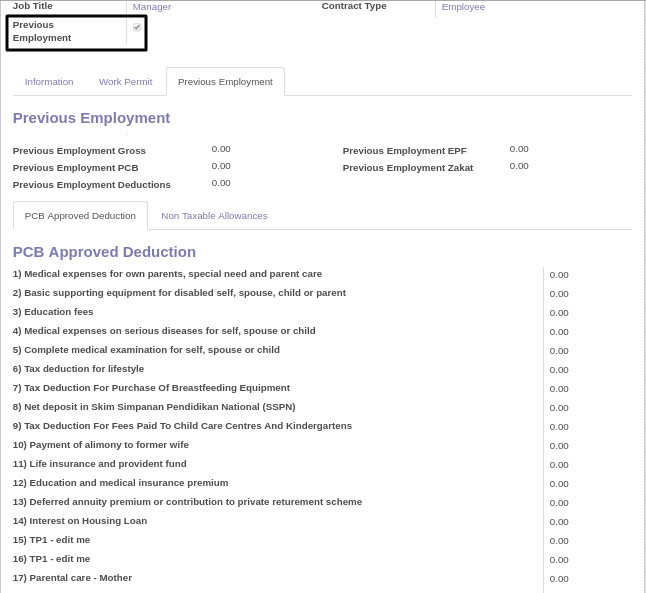 Job Title Manager Contract Type Employee
Previous
Employment
Information Work Permit Previous Employment
Previous Employment
Previous Employment Gross 0.00 Previous Employment EPF 0.00
Previous Employment PCB 0.00 Previous Employment Zakat 0.00
Previous Employment Deductions 0.00
PCB Approved Deduction Non Taxable Allowances
PCB Approved Deduction
1) Medical expenses for own parents, special need and parent care 0.00
2) Basic supporting equipment for disabled self, spouse, child or parent 0.00
3) Education fees 0.00
4) Medical expenses on serious diseases for self, spouse or child 0.00
5) Complete medical examination for self, spouse or child 0.00
6) Tax deduction for lifestyle 0.00
7) Tax Deduction For Purchase Of Breastfeeding Equipment 0.00
8) Net deposit in Skim Simpanan Pendidikan National (SSPN) 0.00
9) Tax Deduction For Fees Paid To Child Care Centres And Kindergartens 0.00
10) Payment of alimony to former wife 0.00
11) Life insurance and provident fund 0.00
12) Education and medical insurance premium 0.00
13) Deferred annuity premium or contribution to private returement scheme 0.00
14) Interest on Housing Loan 0.00
15) TP1 - edit me 0.00
16) TP1 - edit me 0.00
17) Parental care - Mother 0.00